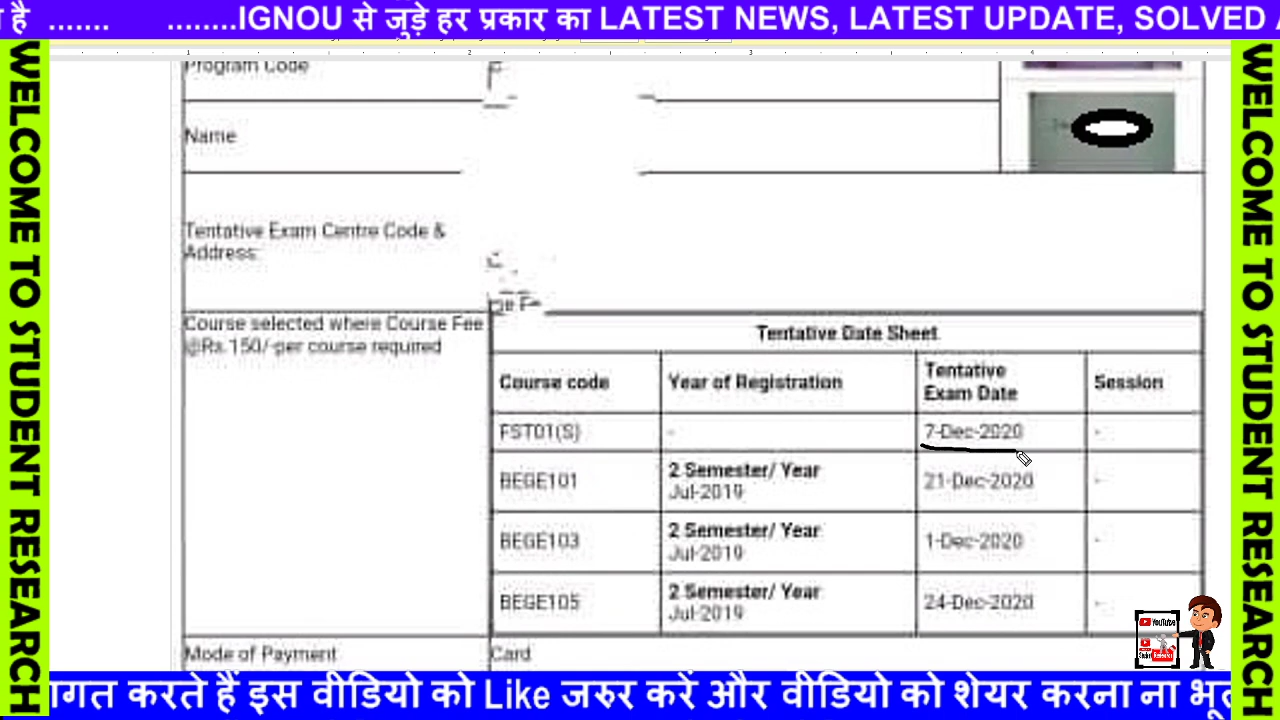 है ....... ........IGNOU से जुड़े हर प्रकार का LATEST NEWS, LATEST UPDATE, SOLVED
WELCOME TO STUDENT RESEARCH
WELCOME TO STUDENT RESEARCH
Program Code
Name
Tentative Exam Centre Code &
Address:
Course selected where Course Fee
@Rs.150/-per course required
Tentative Date Sheet
Course code Year of Registration Tentative Exam Date Session
FST01(S) - 7-Dec-2020 -
BEGE101 2 Semester/ Year Jul-2019 21-Dec-2020 -
BEGE103 2 Semester/ Year Jul-2019 1-Dec-2020 -
BEGE105 2 Semester/ Year Jul-2019 24-Dec-2020 -
Mode of Payment Card
YouTube
करते हैं इस वीडियो को Like जरुर करें और वीडियो को शेयर करना ना